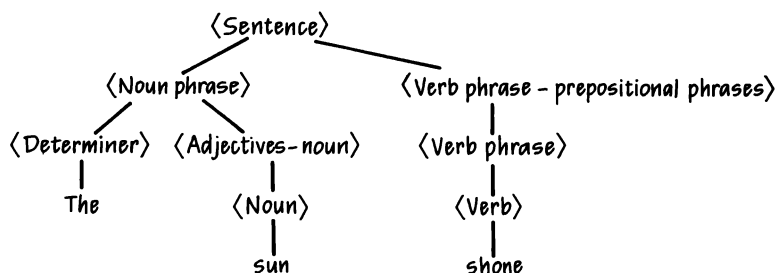 ⟨Sentence⟩
⟨Noun phrase⟩ ⟨Verb phrase – prepositional phrases⟩
⟨Determiner⟩ ⟨Adjectives–noun⟩ ⟨Verb phrase⟩
The ⟨Noun⟩ ⟨Verb⟩
sun shone